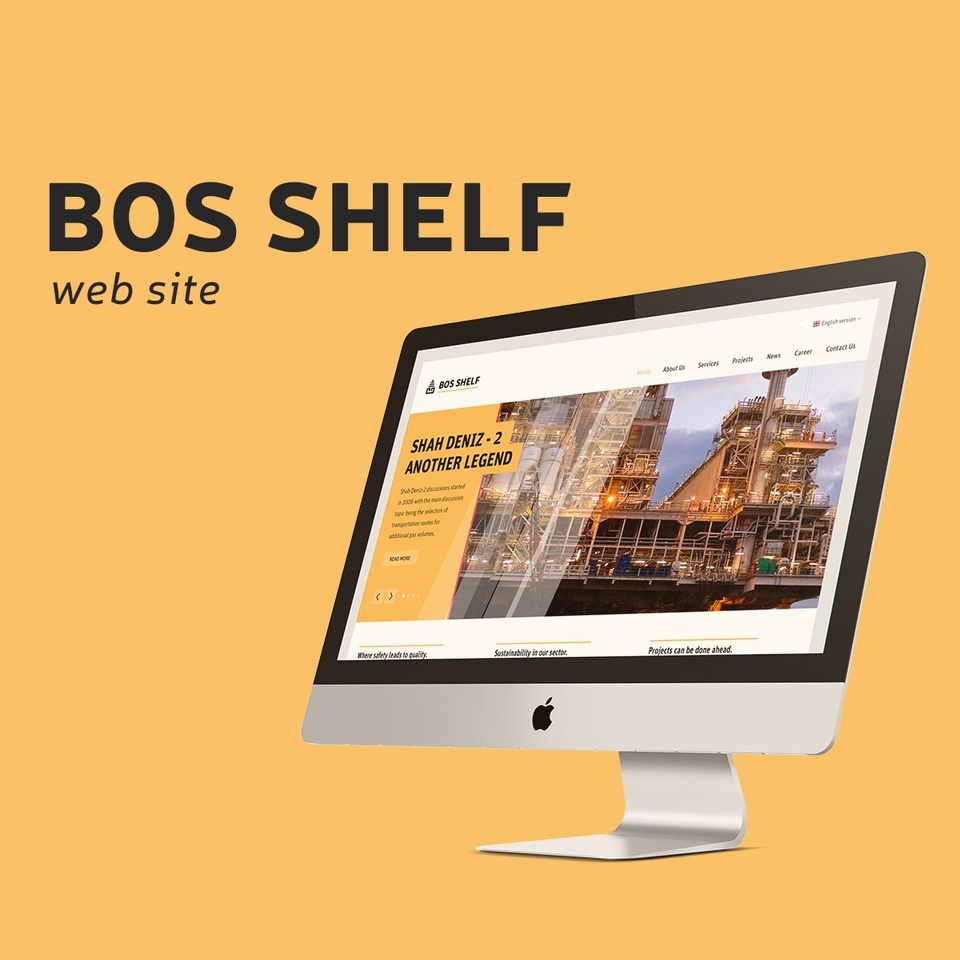 BOS SHELF
web site
English version
BOS SHELF
Home
About Us
Services
Projects
News
Career
Contact Us
SHAH DENIZ - 2
ANOTHER LEGEND
Shah Deniz-2 discussions started
in 2008 with the main discussion
topic being the selection of
transportation routes for
additional gas volumes.
READ MORE
Where safety leads to quality.
Sustainability in our sector.
Projects can be done ahead.